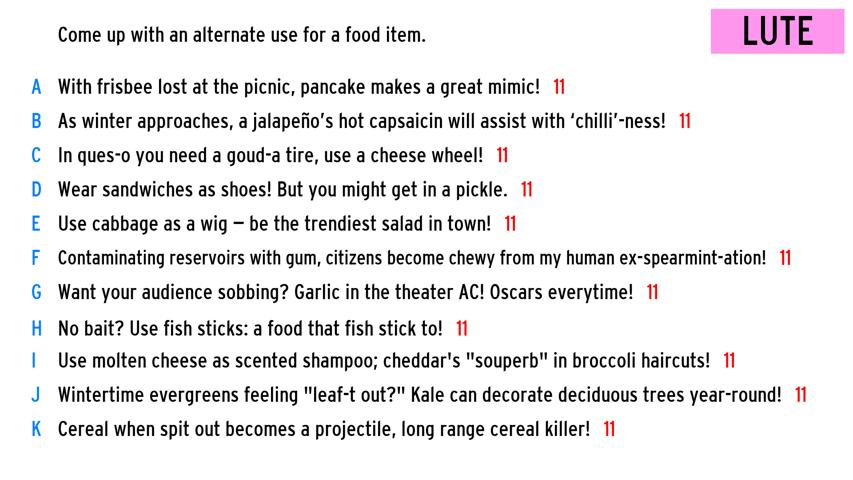 Come up with an alternate use for a food item.
LUTE
A With frisbee lost at the picnic, pancake makes a great mimic! 11
B As winter approaches, a jalapeño's hot capsaicin will assist with ‘chilli’-ness! 11
C In ques-o you need a goud-a tire, use a cheese wheel! 11
D Wear sandwiches as shoes! But you might get in a pickle. 11
E Use cabbage as a wig – be the trendiest salad in town! 11
F Contaminating reservoirs with gum, citizens become chewy from my human ex-spearmint-ation! 11
G Want your audience sobbing? Garlic in the theater AC! Oscars everytime! 11
H No bait? Use fish sticks: a food that fish stick to! 11
I Use molten cheese as scented shampoo; cheddar's "souperb" in broccoli haircuts! 11
J Wintertime evergreens feeling "leaf-t out?" Kale can decorate deciduous trees year-round! 11
K Cereal when spit out becomes a projectile, long range cereal killer! 11